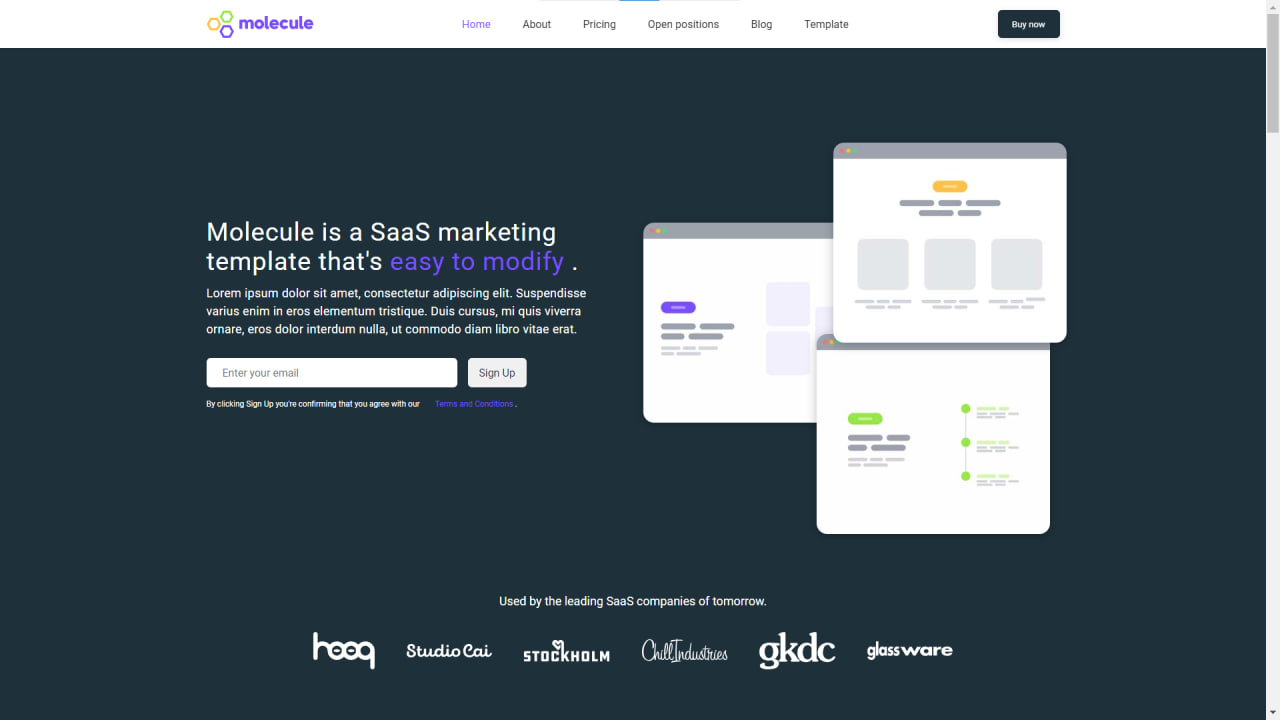 molecule
Home
About
Pricing
Open positions
Blog
Template
Buy now
Molecule is a SaaS marketing
template that's easy to modify .
Lorem ipsum dolor sit amet, consectetur adipiscing elit. Suspendisse
varius enim in eros elementum tristique. Duis cursus, mi quis viverra
ornare, eros dolor interdum nulla, ut commodo diam libro vitae erat.
Enter your email
Sign Up
By clicking Sign Up you're confirming that you agree with our Terms and Conditions .
Used by the leading SaaS companies of tomorrow.
hooq
Studio Cai
STOCKHOLM
Chill Industries
gkdc
glassware